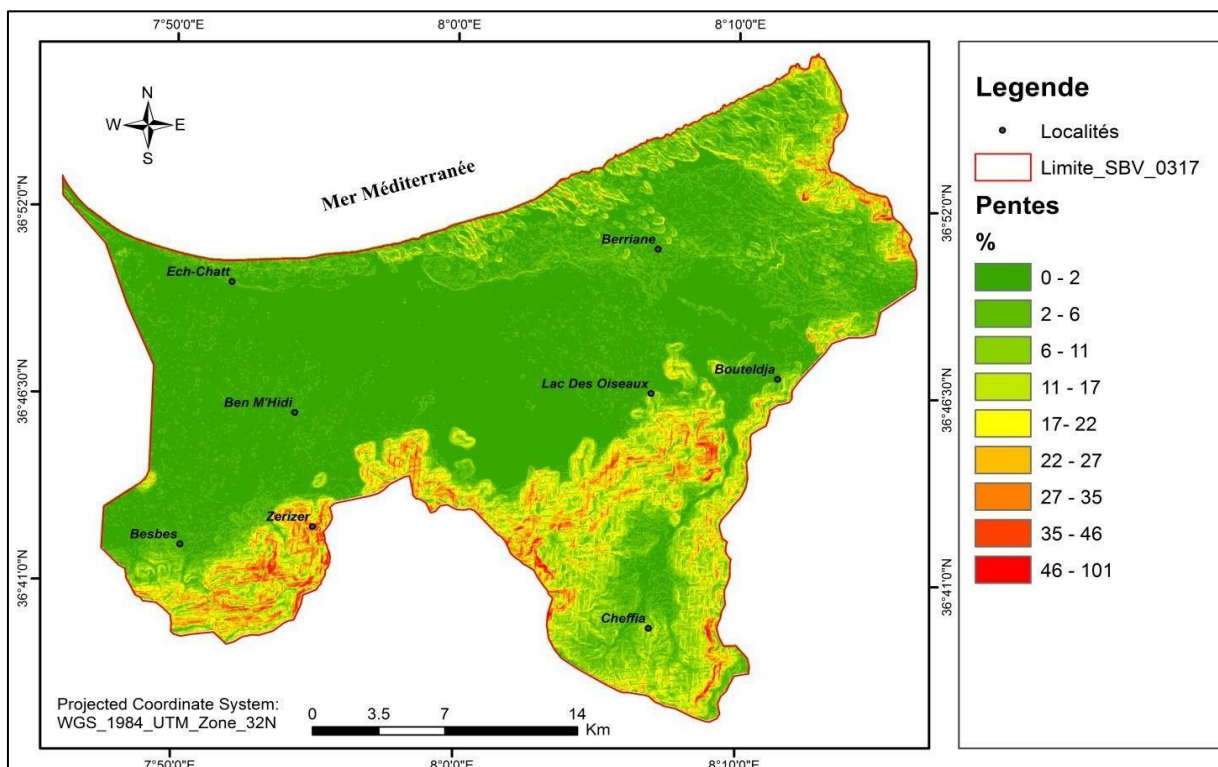 7°50'0"E
8°0'0"E
8°10'0"E
N
W
E
S
Mer Méditerranée
36°52'0"N
36°52'0"N
Berriane
Ech-Chatt
Bouteldja
Lac Des Oiseaux
36°46'30"N
36°46'30"N
Ben M'Hidi
Zerizer
Besbes
36°41'0"N
36°41'0"N
Cheffia
Projected Coordinate System:
WGS_1984_UTM_Zone_32N
0
3.5
7
14
Km
7°50'0"E
8°0'0"E
8°10'0"E
Legende
Localités
Limite_SBV_0317
Pentes
%
0 - 2
2 - 6
6 - 11
11 - 17
17- 22
22 - 27
27 - 35
35 - 46
46 - 101